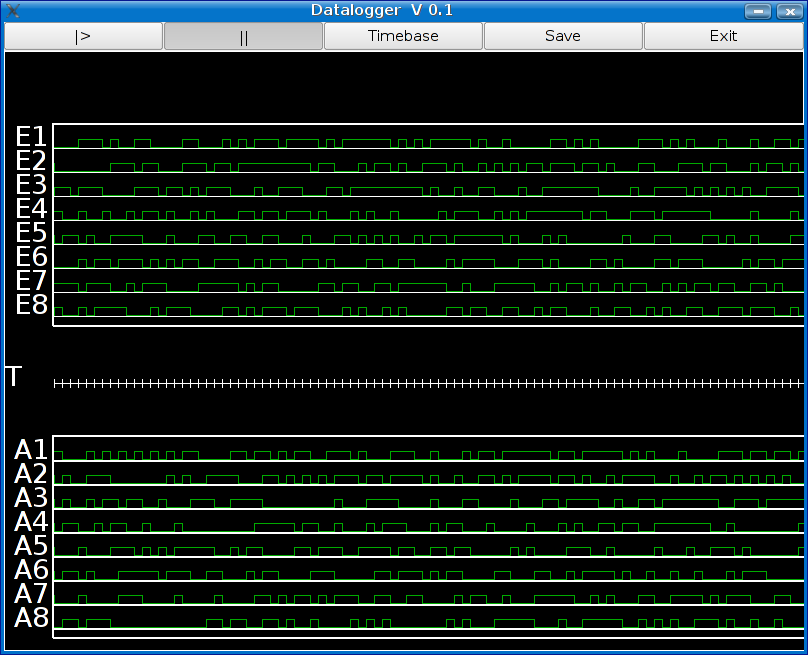 Datalogger V 0.1
|> || Timebase Save Exit
E1
E2
E3
E4
E5
E6
E7
E8
T
A1
A2
A3
A4
A5
A6
A7
A8